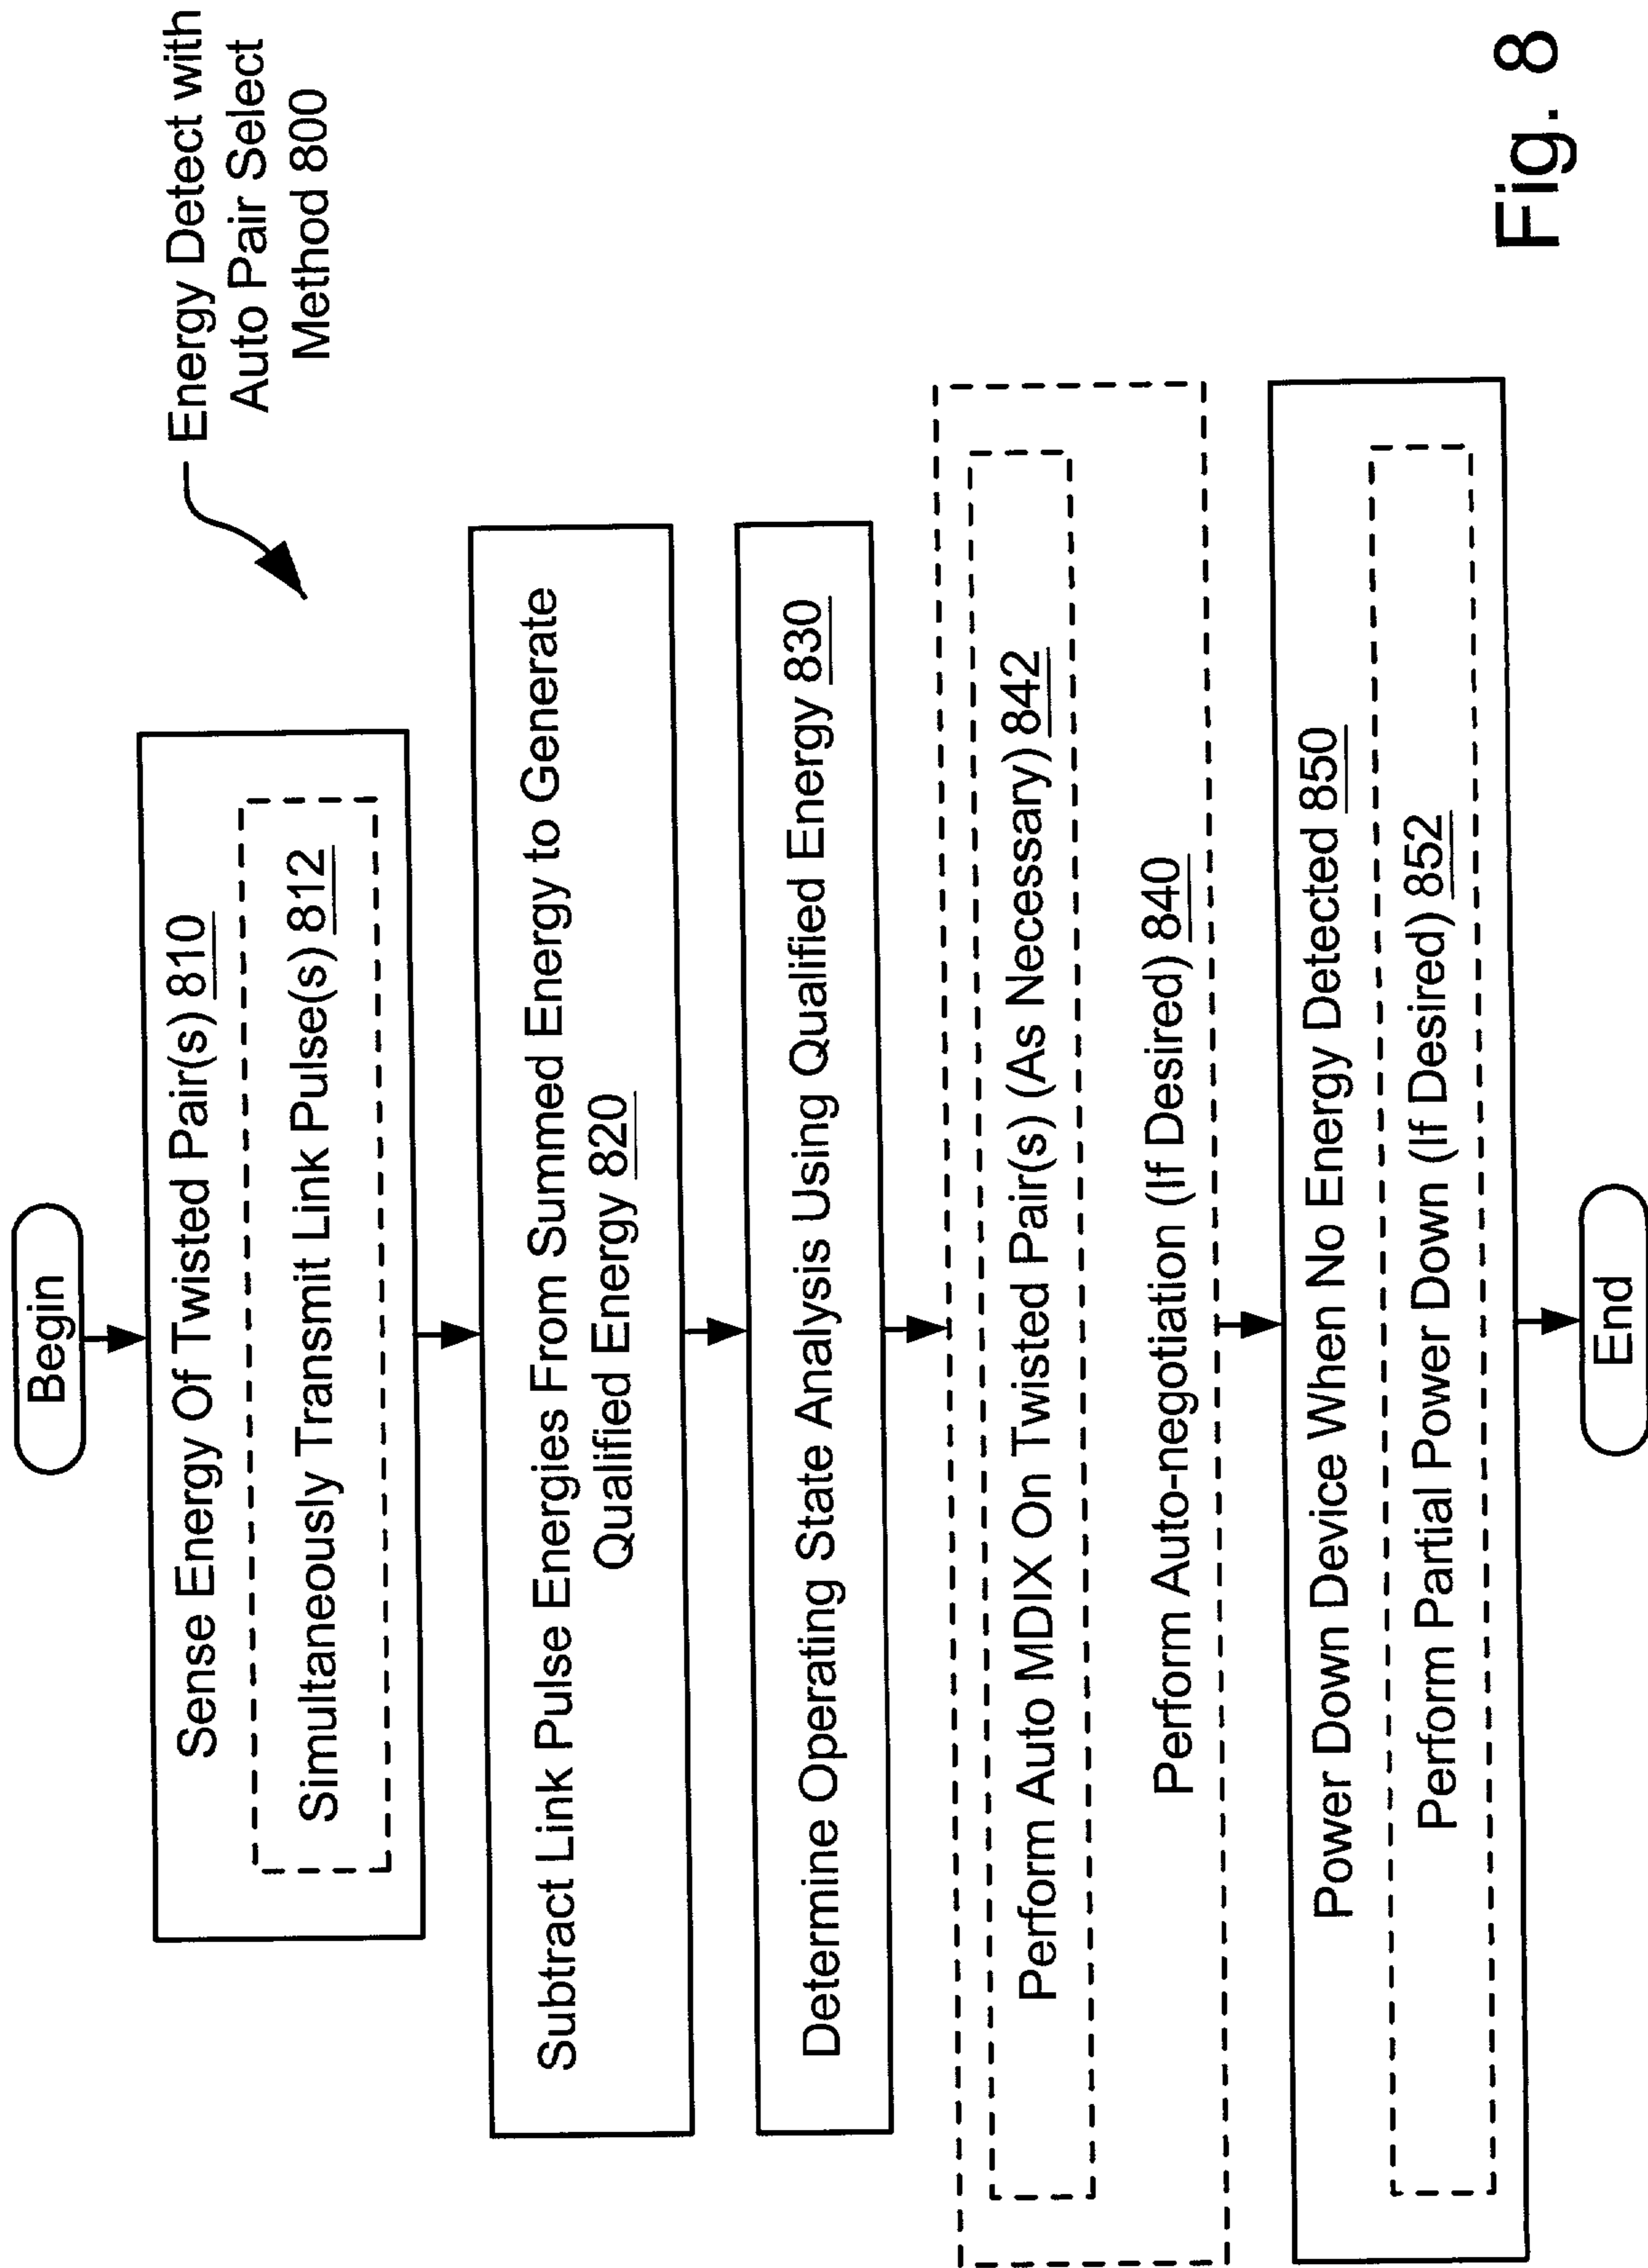 Energy Detect with
Auto Pair Select
Method 800
Begin
Sense Energy Of Twisted Pair(s) 810
Simultaneously Transmit Link Pulse(s) 812
Subtract Link Pulse Energies From Summed Energy to Generate
Qualified Energy 820
Determine Operating State Analysis Using Qualified Energy 830
Perform Auto MDIX On Twisted Pair(s) (As Necessary) 842
Perform Auto-negotiation (If Desired) 840
Power Down Device When No Energy Detected 850
Perform Partial Power Down (If Desired) 852
End
Fig. 8